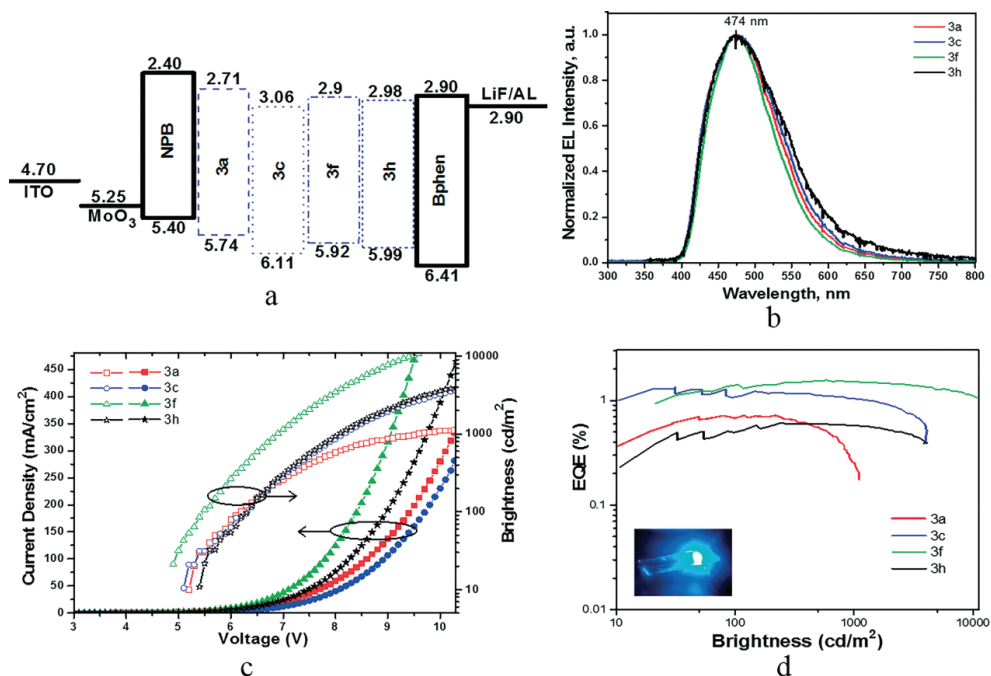 2.40
2.71
3.06
2.9
2.98
2.90
LiF/AL
2.90
NPB
3a
3c
3f
3h
Bphen
4.70
ITO
5.25
MoO3
5.40
5.74
6.11
5.92
5.99
6.41
a
474 nm
3a
3c
3f
3h
Normalized EL Intensity, a.u.
1.0
0.8
0.6
0.4
0.2
0.0
300 350 400 450 500 550 600 650 700 750 800
Wavelength, nm
b
Current Density (mA/cm2)
450
400
350
300
250
200
150
100
50
0
3a
3c
3f
3h
10000
1000
100
10
Brightness (cd/m2)
3 4 5 6 7 8 9 10
Voltage (V)
c
EQE (%)
1
0.1
0.01
3a
3c
3f
3h
10 100 1000 10000
Brightness (cd/m2)
d